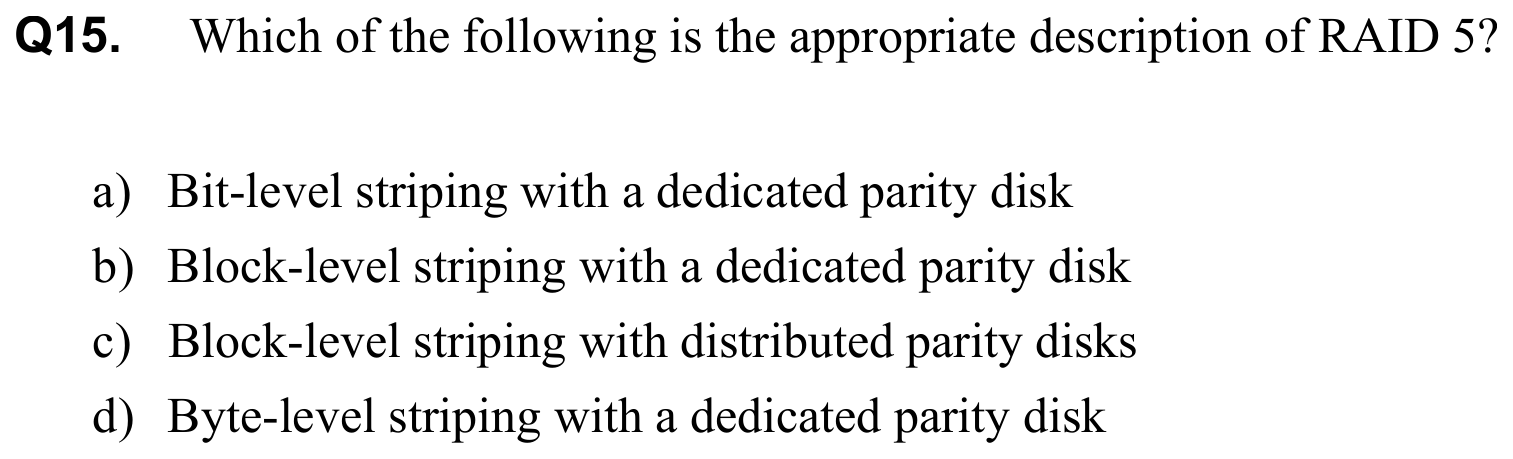 Q15. Which of the following is the appropriate description of RAID 5?
a) Bit-level striping with a dedicated parity disk
b) Block-level striping with a dedicated parity disk
c) Block-level striping with distributed parity disks
d) Byte-level striping with a dedicated parity disk